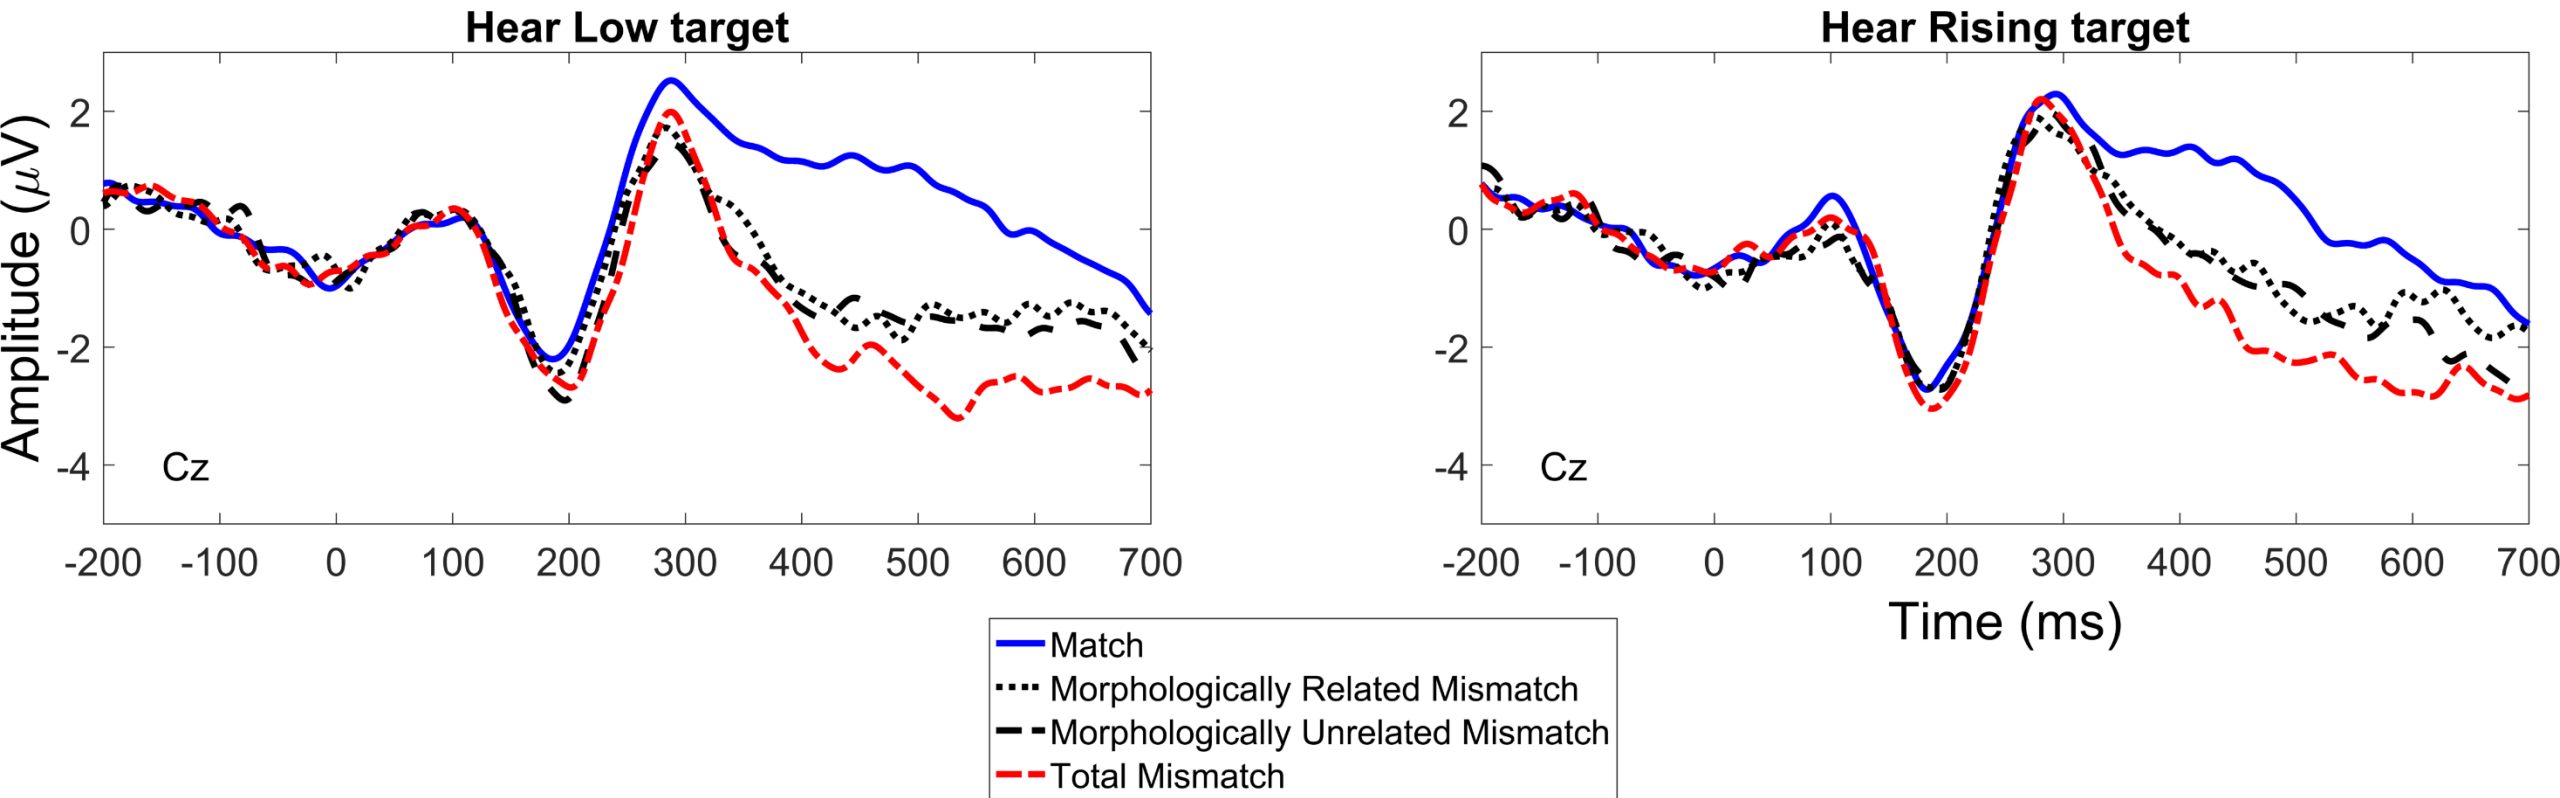 Hear Low target
Hear Rising target
Amplitude (μV)
2
0
-2
-4
Cz
-200 -100 0 100 200 300 400 500 600 700
2
0
-2
-4
Cz
-200 -100 0 100 200 300 400 500 600 700
Time (ms)
Match
Morphologically Related Mismatch
Morphologically Unrelated Mismatch
Total Mismatch